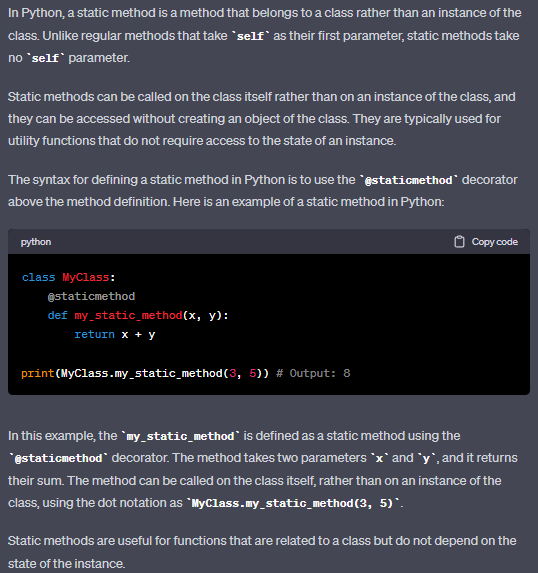 In Python, a static method is a method that belongs to a class rather than an instance of the
class. Unlike regular methods that take `self` as their first parameter, static methods take
no `self` parameter.
Static methods can be called on the class itself rather than on an instance of the class, and
they can be accessed without creating an object of the class. They are typically used for
utility functions that do not require access to the state of an instance.
The syntax for defining a static method in Python is to use the `@staticmethod` decorator
above the method definition. Here is an example of a static method in Python:
python Copy code
class MyClass:
    @staticmethod
    def my_static_method(x, y):
        return x + y
print(MyClass.my_static_method(3, 5)) # Output: 8
In this example, the `my_static_method` is defined as a static method using the
`@staticmethod` decorator. The method takes two parameters `x` and `y`, and it returns
their sum. The method can be called on the class itself, rather than on an instance of the
class, using the dot notation as `MyClass.my_static_method(3, 5)`.
Static methods are useful for functions that are related to a class but do not depend on the
state of the instance.